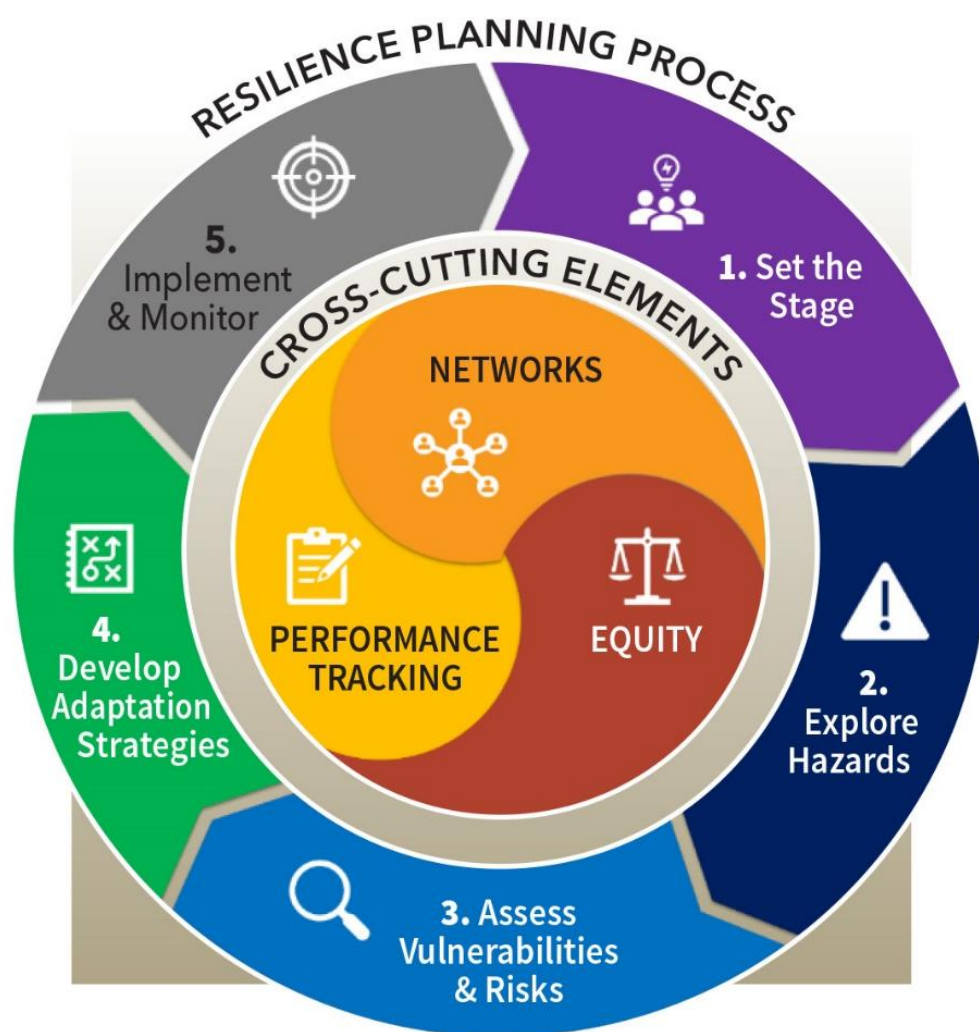 RESILIENCE PLANNING PROCESS
1. Set the
Stage
2.
Explore
Hazards
3. Assess
Vulnerabilities
& Risks
4.
Develop
Adaptation
Strategies
5.
Implement
& Monitor
CROSS-CUTTING ELEMENTS
NETWORKS
EQUITY
PERFORMANCE
TRACKING